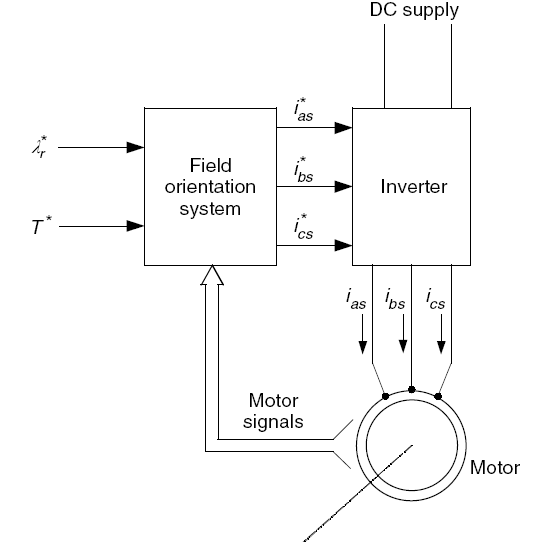 DC supply
λ*r
T*
Field
orientation
system
i*as
i*bs
i*cs
Inverter
ias
ibs
ics
Motor
signals
Motor